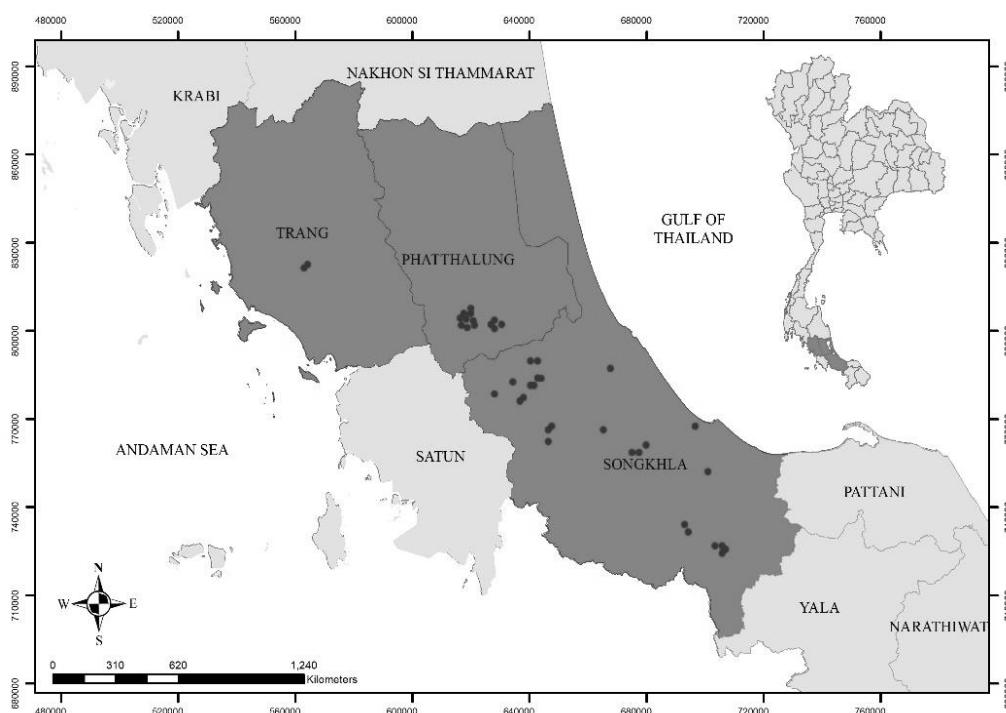 480000 520000 560000 600000 640000 680000 720000 760000
NAKHON SI THAMMARAT
KRABI
TRANG
PHATTHALUNG
GULF OF
THAILAND
ANDAMAN SEA
SATUN
SONGKHLA
PATTANI
YALA
NARATHIWAT
N
W E
S
0 310 620 1,240
Kilometers
890000
860000
830000
800000
770000
740000
710000
680000
480000 520000 560000 600000 640000 680000 720000 760000